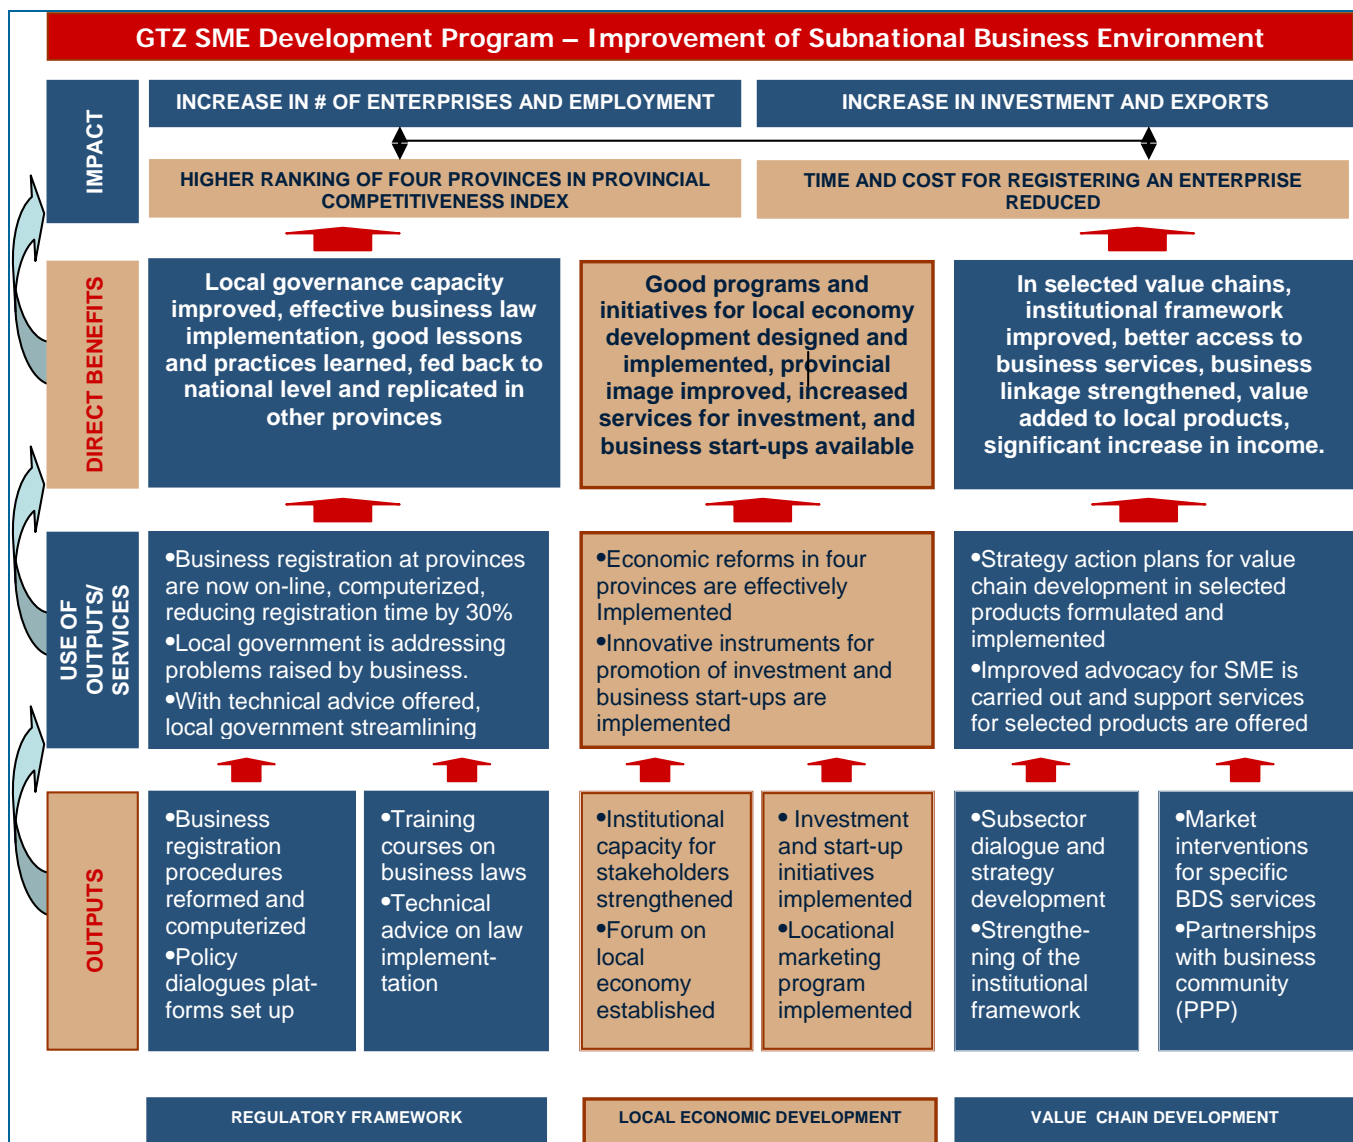 GTZ SME Development Program – Improvement of Subnational Business Environment
IMPACT
INCREASE IN # OF ENTERPRISES AND EMPLOYMENT
INCREASE IN INVESTMENT AND EXPORTS
HIGHER RANKING OF FOUR PROVINCES IN PROVINCIAL
COMPETITIVENESS INDEX
TIME AND COST FOR REGISTERING AN ENTERPRISE
REDUCED
DIRECT BENEFITS
Local governance capacity
improved, effective business law
implementation, good lessons
and practices learned, fed back to
national level and replicated in
other provinces
Good programs and
initiatives for local economy
development designed and
implemented, provincial
image improved, increased
services for investment, and
business start-ups available
In selected value chains,
institutional framework
improved, better access to
business services, business
linkage strengthened, value
added to local products,
significant increase in income.
USE OF
OUTPUTS/
SERVICES
•Business registration at provinces
are now on-line, computerized,
reducing registration time by 30%
•Local government is addressing
problems raised by business.
•With technical advice offered,
local government streamlining
•Economic reforms in four
provinces are effectively
Implemented
•Innovative instruments for
promotion of investment and
business start-ups are
implemented
•Strategy action plans for value
chain development in selected
products formulated and
implemented
•Improved advocacy for SME is
carried out and support services
for selected products are offered
OUTPUTS
•Business
registration
procedures
reformed and
computerized
•Policy
dialogues plat-
forms set up
•Training
courses on
business laws
•Technical
advice on law
implemen-
tation
•Institutional
capacity for
stakeholders
strengthened
•Forum on
local
economy
established
• Investment
and start-up
initiatives
implemented
•Locational
marketing
program
implemented
•Subsector
dialogue and
strategy
development
•Strengthe-
ning of the
institutional
framework
•Market
interventions
for specific
BDS services
•Partnerships
with business
community
(PPP)
REGULATORY FRAMEWORK
LOCAL ECONOMIC DEVELOPMENT
VALUE CHAIN DEVELOPMENT